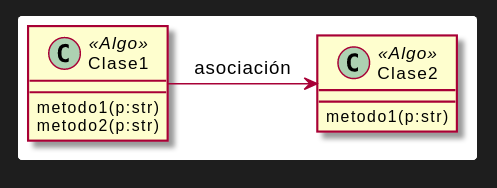 C «Algo»
Clase1
metodo1(p:str)
metodo2(p:str)
asociación
C «Algo»
Clase2
metodo1(p:str)